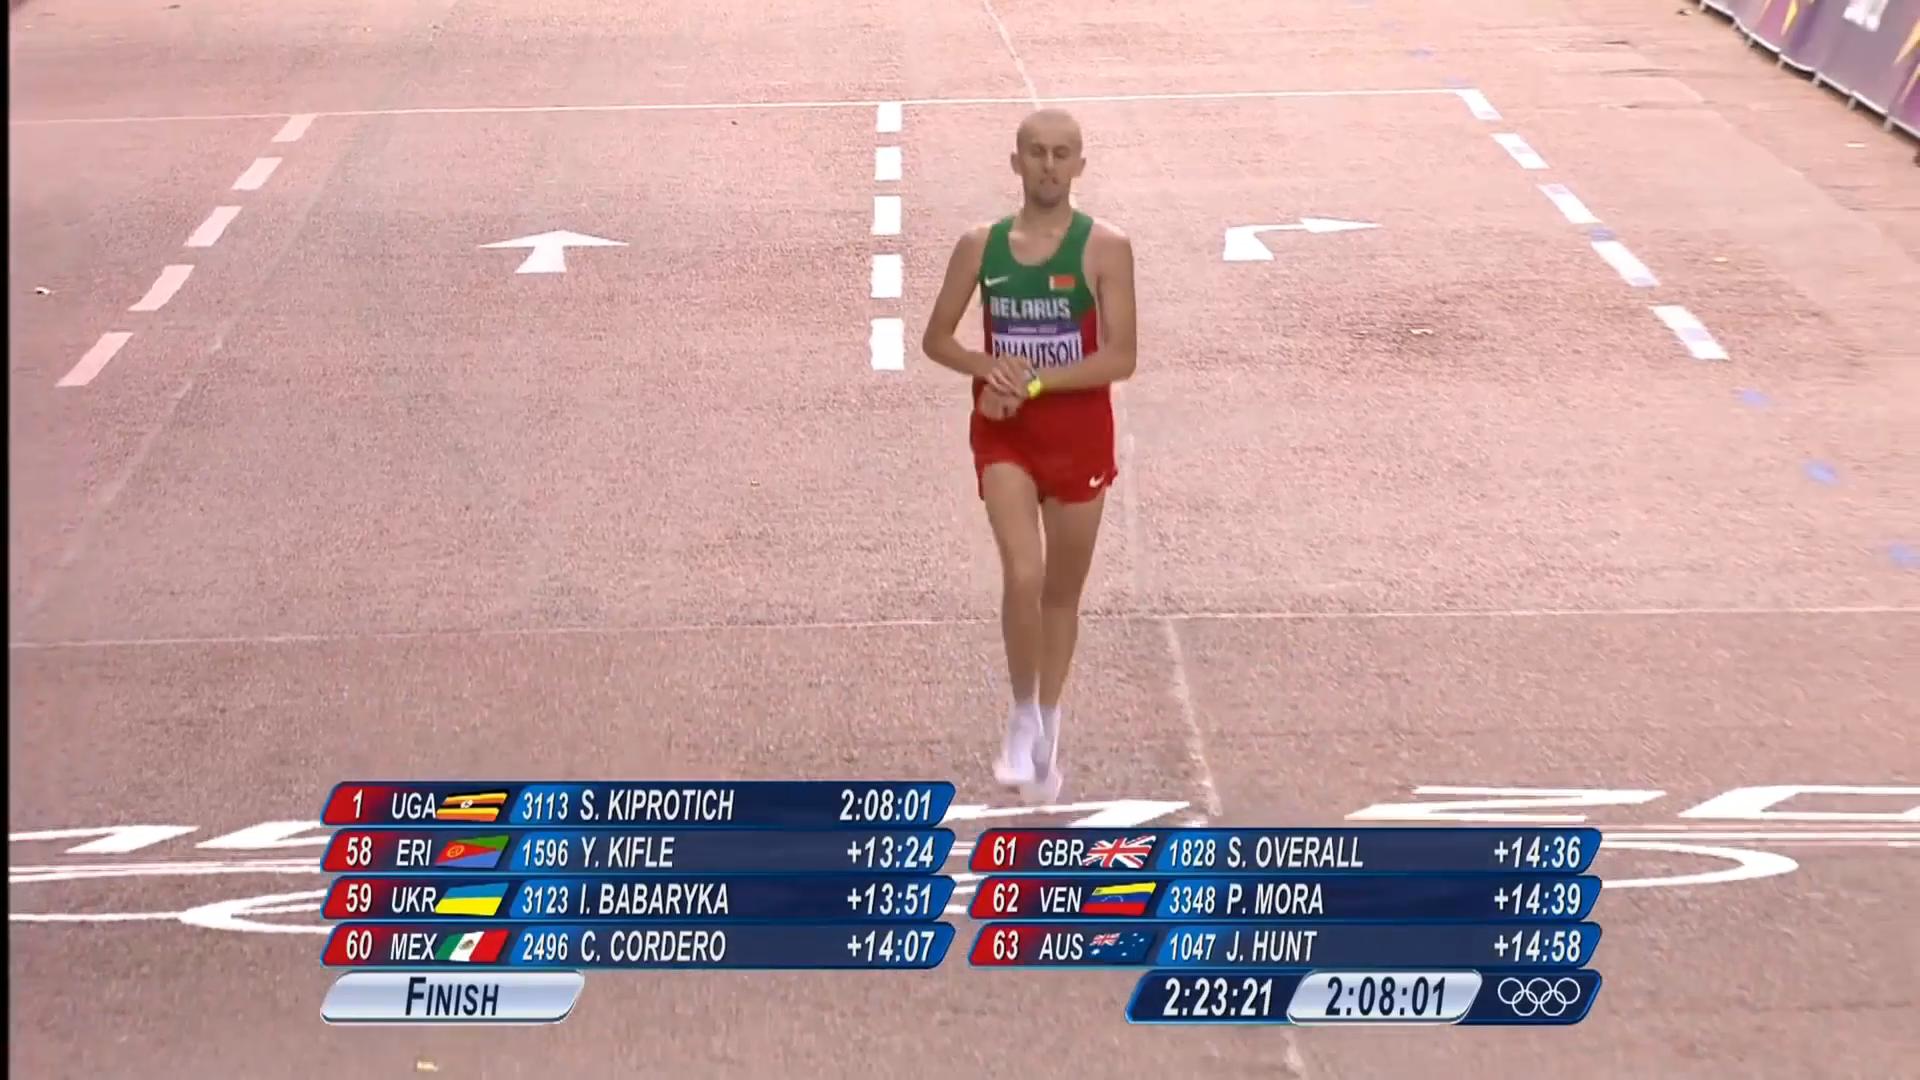 BELARUS
PAHAUTSOU
1 UGA 3113 S. KIPROTICH 2:08:01
58 ERI 1596 Y. KIFLE +13:24
59 UKR 3123 I. BABARYKA +13:51
60 MEX 2496 C. CORDERO +14:07
61 GBR 1828 S. OVERALL +14:36
62 VEN 3348 P. MORA +14:39
63 AUS 1047 J. HUNT +14:58
FINISH
2:23:21 2:08:01